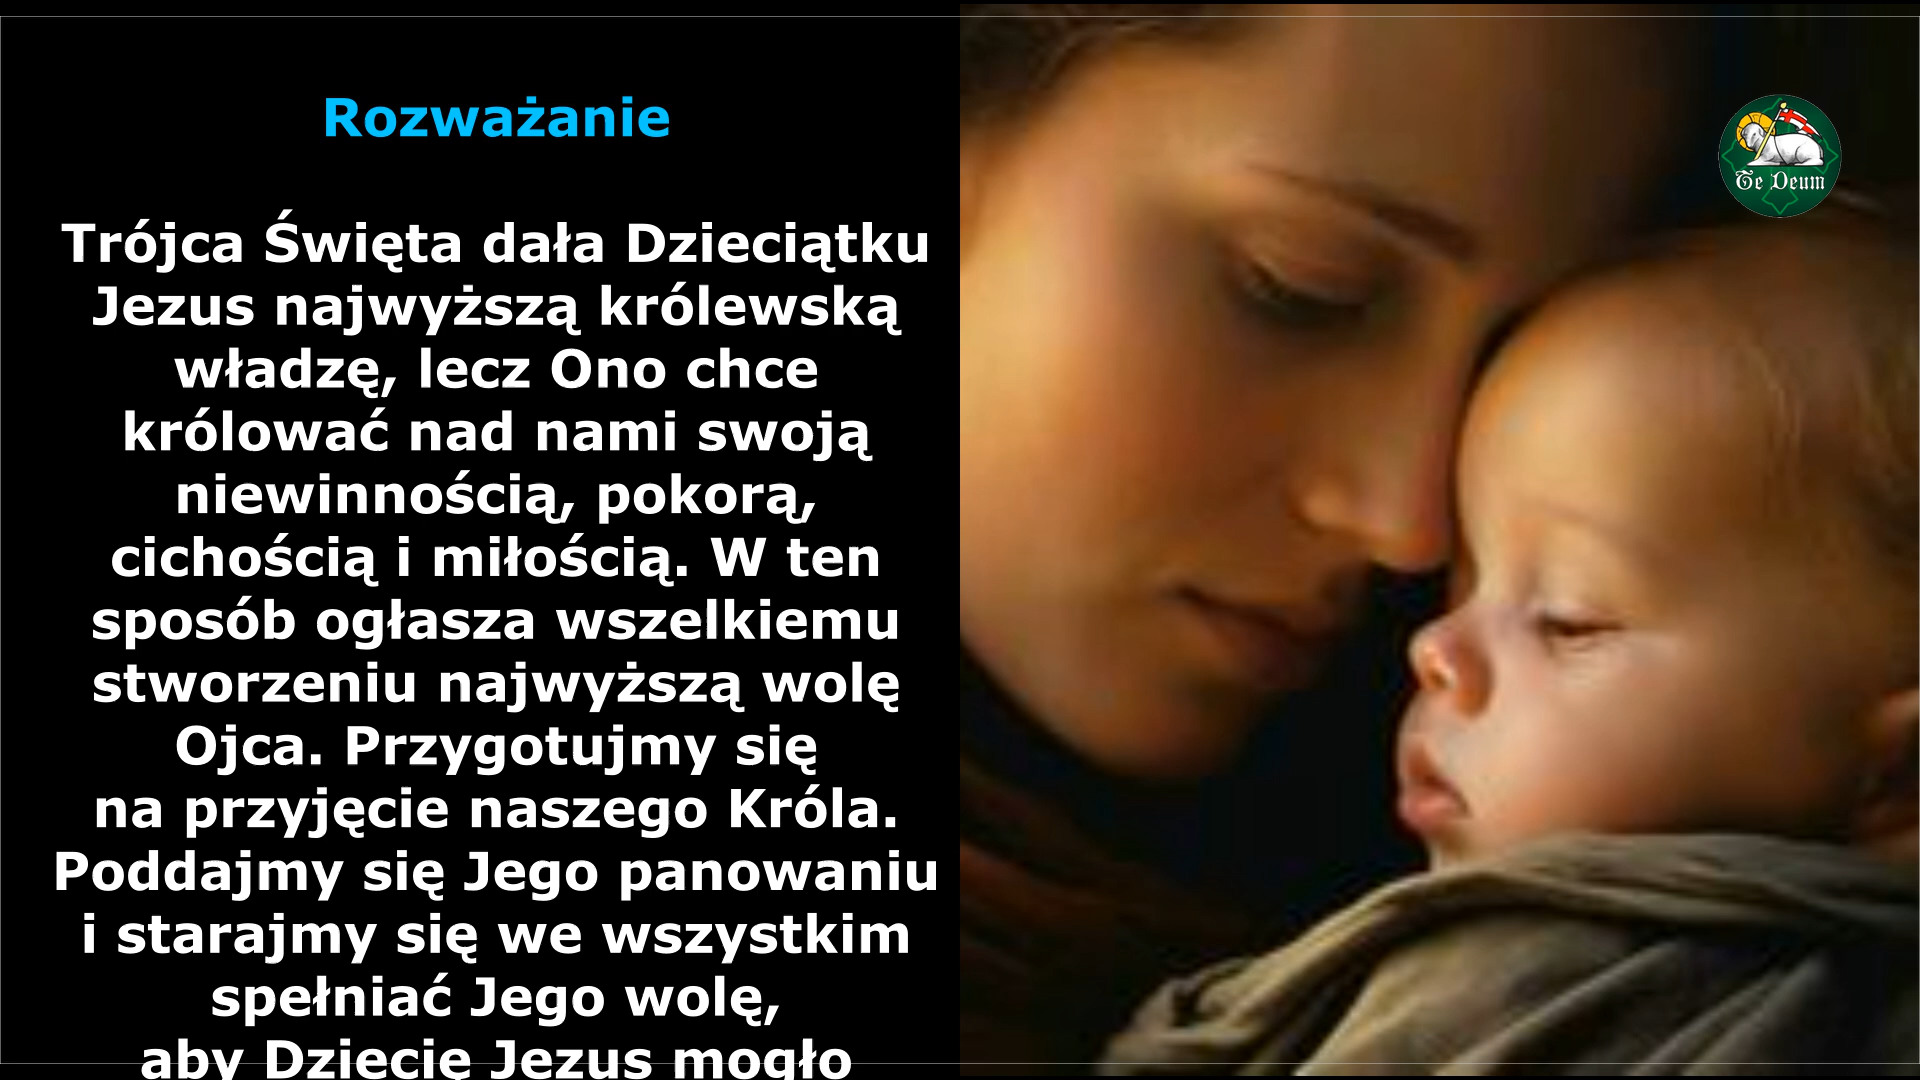 Rozważanie
Trójca Święta dała Dzieciątku
Jezus najwyższą królewską
władzę, lecz Ono chce
królować nad nami swoją
niewinnością, pokorą,
cichością i miłością. W ten
sposób ogłasza wszelkiemu
stworzeniu najwyższą wolę
Ojca. Przygotujmy się
na przyjęcie naszego Króla.
Poddajmy się Jego panowaniu
i starajmy się we wszystkim
spełniać Jego wolę,
aby Dziecię Jezus mogło
Te Deum